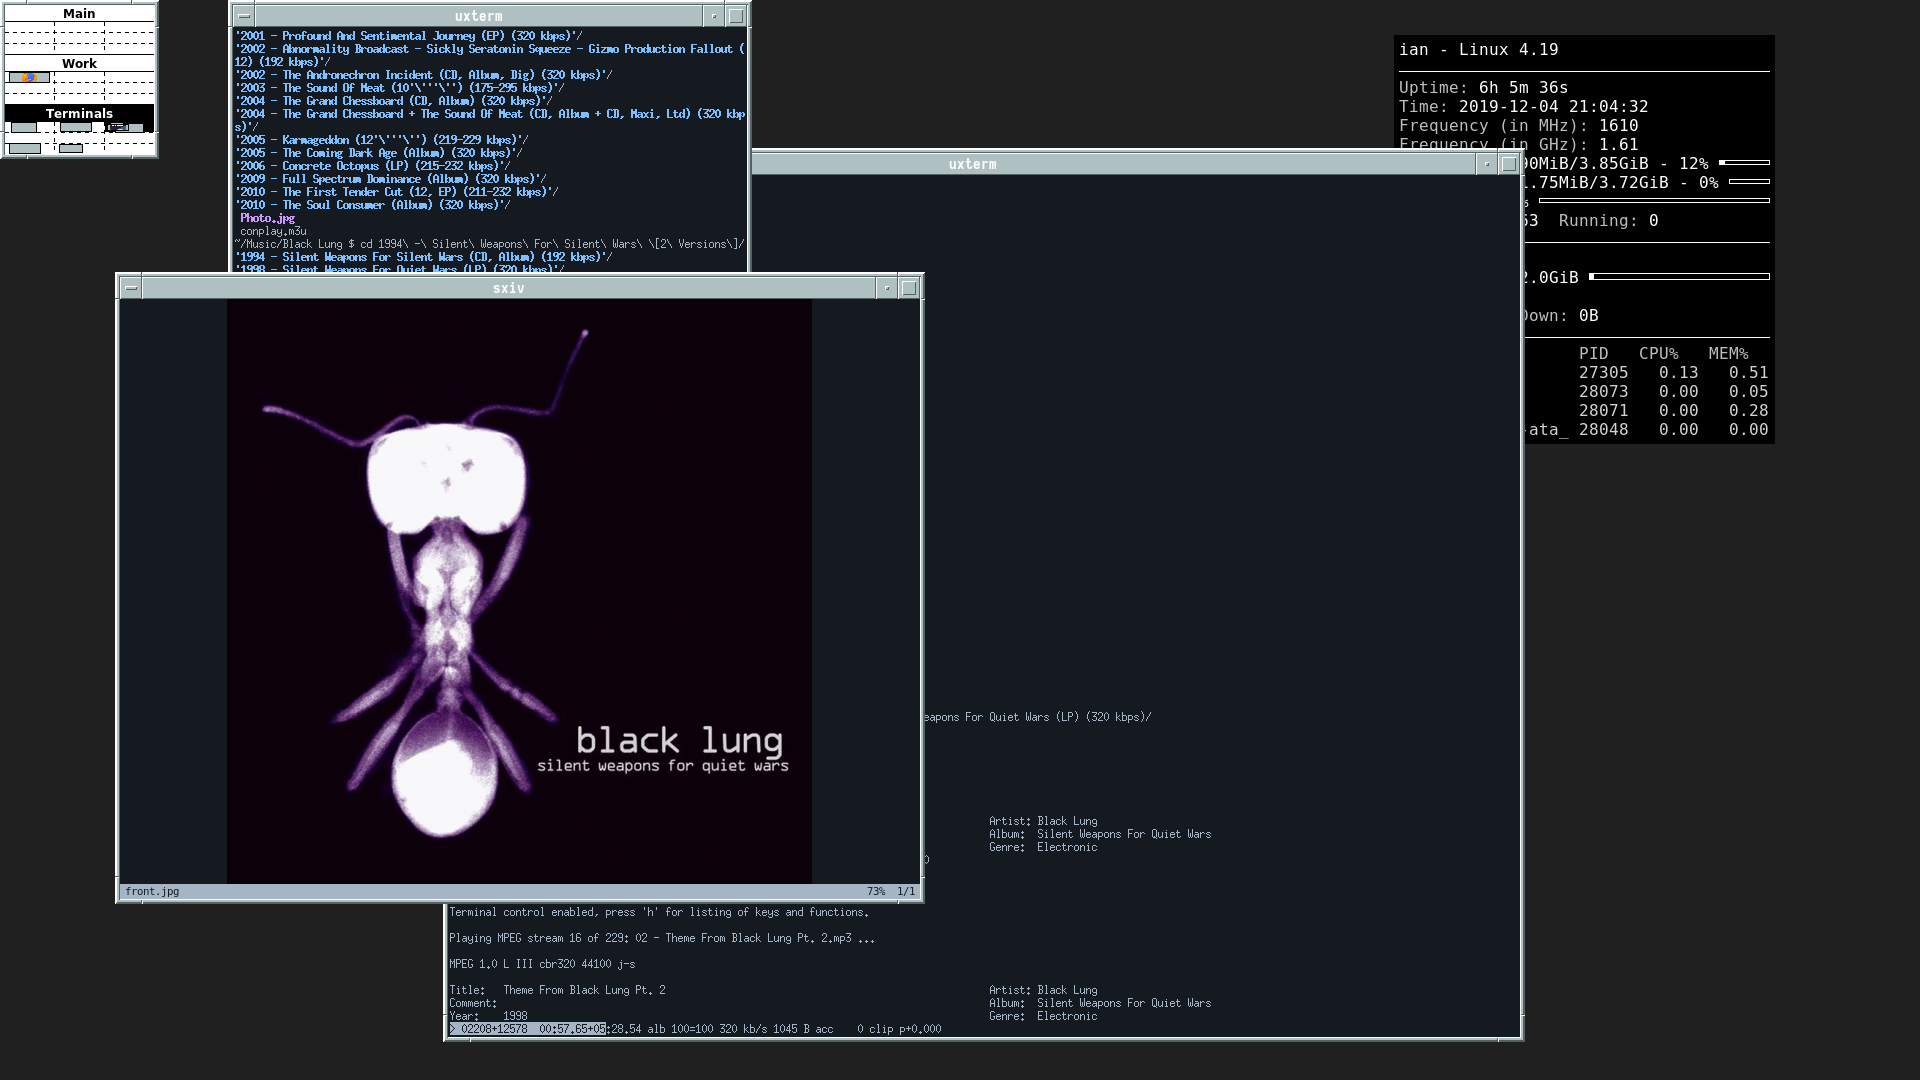 Main
Work
Terminals
uxterm
'2001 - Profound And Sentimental Journey (EP) (320 kbps)'/
'2002 - Abnormality Broadcast - Sickly Seratonin Squeeze - Gizmo Production Fallout (
12) (192 kbps)'/
'2002 - The Andronechron Incident (CD, Album, Dig) (320 kbps)'/
'2003 - The Sound Of Meat (10'\'''\'') (175-295 kbps)'/
'2004 - The Grand Chessboard (CD, Album) (320 kbps)'/
'2004 - The Grand Chessboard + The Sound Of Meat (CD, Album + CD, Maxi, Ltd) (320 kbp
s)'/
'2005 - Karmageddon (12'\'''\'') (219-229 kbps)'/
'2005 - The Coming Dark Age (Album) (320 kbps)'/
'2006 - Concrete Octopus (LP) (215-232 kbps)'/
'2009 - Full Spectrum Dominance (Album) (320 kbps)'/
'2010 - The First Tender Cut (12, EP) (211-232 kbps)'/
'2010 - The Soul Consumer (Album) (320 kbps)'/
Photo.jpg
conplay.m3u
~/Music/Black Lung $ cd 1994\ -\ Silent\ Weapons\ For\ Silent\ Wars\ \[2\ Versions\]/
'1994 - Silent Weapons For Silent Wars (CD, Album) (192 kbps)'/
'1998 - Silent Weapons For Quiet Wars (LP) (320 kbps)'/
ian - Linux 4.19
Uptime: 6h 5m 36s
Time: 2019-12-04 21:04:32
Frequency (in MHz): 1610
Frequency (in GHz): 1.61
0MiB/3.85GiB - 12%
.75MiB/3.72GiB - 0%
3 Running: 0
.0GiB
Down: 0B
PID CPU% MEM%
27305 0.13 0.51
28073 0.00 0.05
28071 0.00 0.28
ata_ 28048 0.00 0.00
uxterm
sxiv
black lung
silent weapons for quiet wars
front.jpg 73% 1/1
eapons For Quiet Wars (LP) (320 kbps)/
Artist: Black Lung
Album: Silent Weapons For Quiet Wars
Genre: Electronic
Terminal control enabled, press 'h' for listing of keys and functions.
Playing MPEG stream 16 of 229: 02 - Theme From Black Lung Pt. 2.mp3 ...
MPEG 1.0 L III cbr320 44100 j-s
Title: Theme From Black Lung Pt. 2 Artist: Black Lung
Comment: Album: Silent Weapons For Quiet Wars
Year: 1998 Genre: Electronic
> 02208+12578 00:57.65+05:28.54 alb 100=100 320 kb/s 1045 B acc 0 clip p+0.000